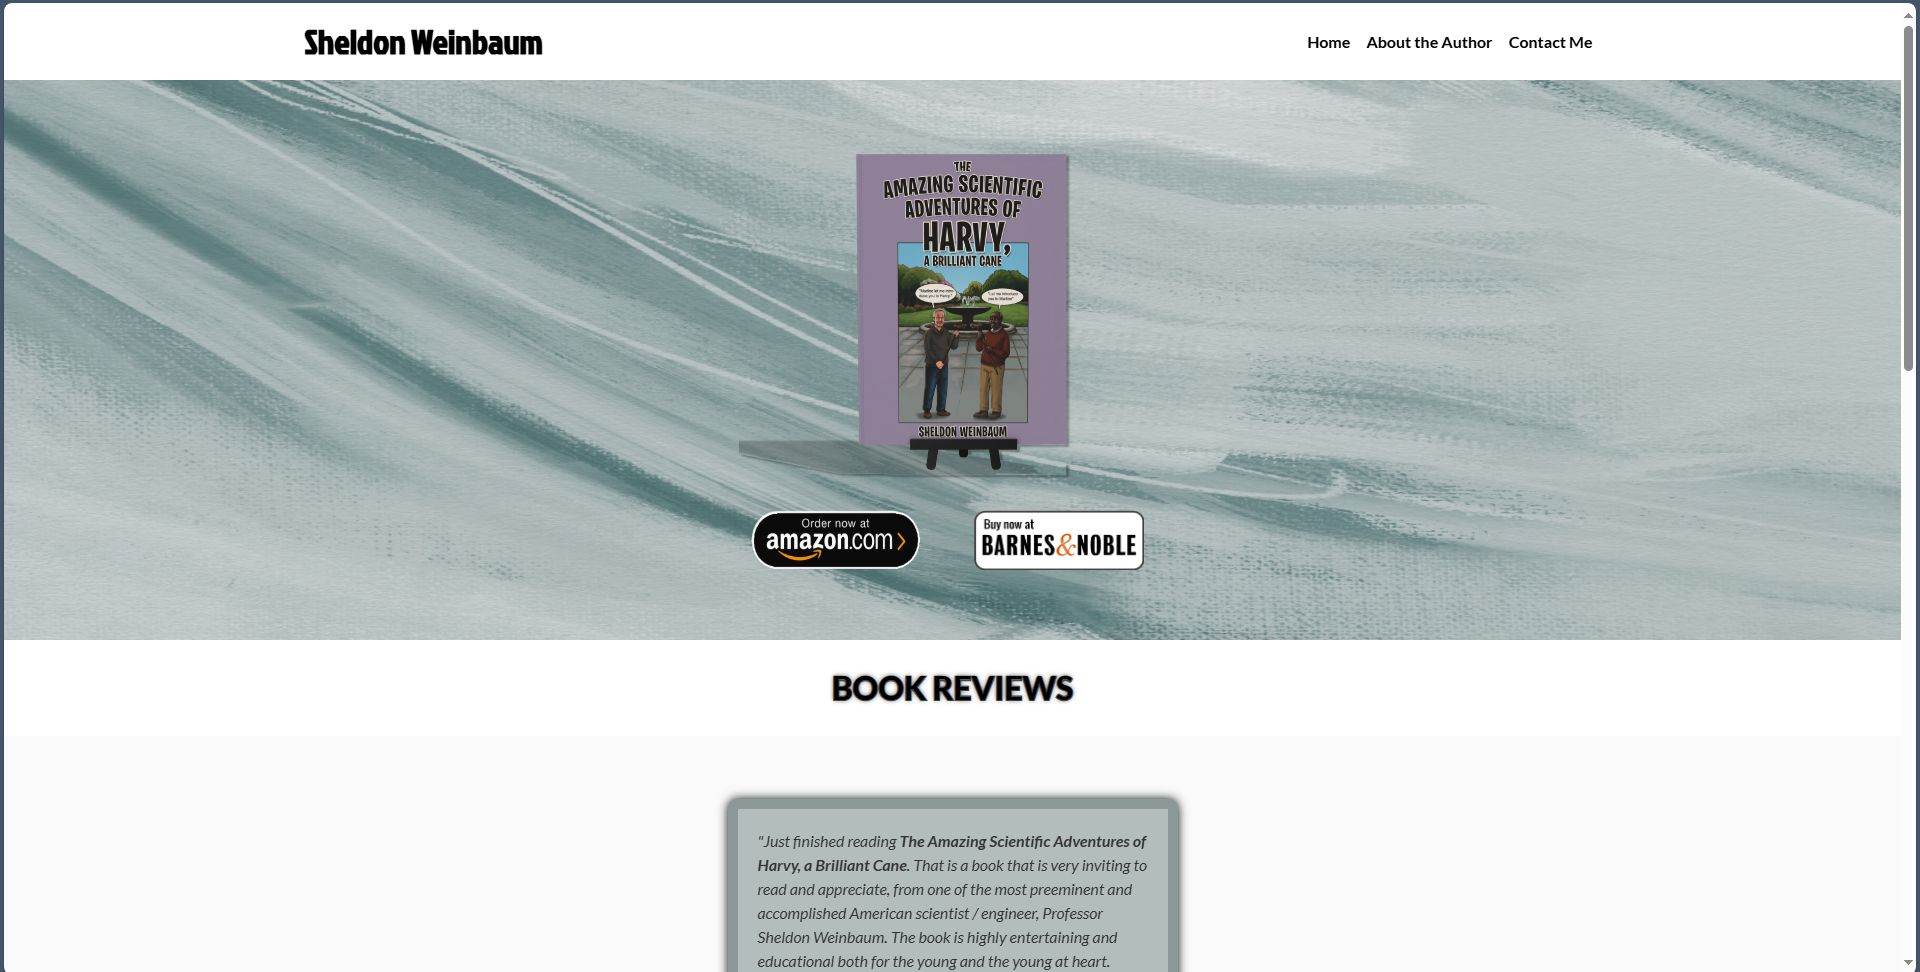 Sheldon Weinbaum
Home About the Author Contact Me
THE
AMAZING SCIENTIFIC
ADVENTURES OF
HARVY,
A BRILLIANT CANE
SHELDON WEINBAUM
Order now at
amazon.com
Buy now at
BARNES&NOBLE
BOOK REVIEWS
"Just finished reading The Amazing Scientific Adventures of
Harvy, a Brilliant Cane. That is a book that is very inviting to
read and appreciate, from one of the most preeminent and
accomplished American scientist / engineer, Professor
Sheldon Weinbaum. The book is highly entertaining and
educational both for the young and the young at heart.